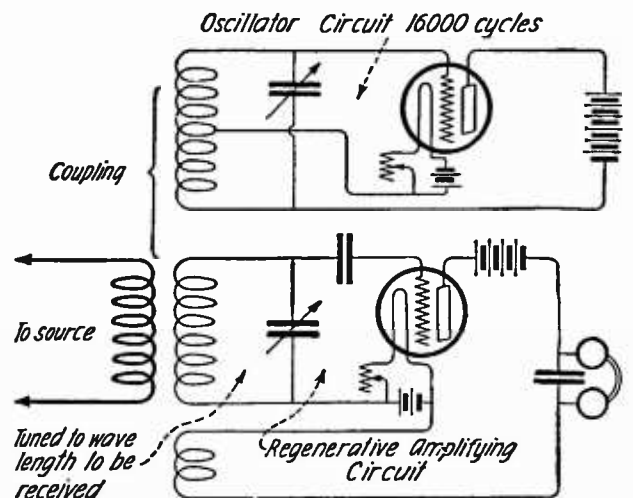 Oscillator Circuit 16000 cycles
Coupling
To source
Tuned to wave
length to be
received
Regenerative Amplifying
Circuit